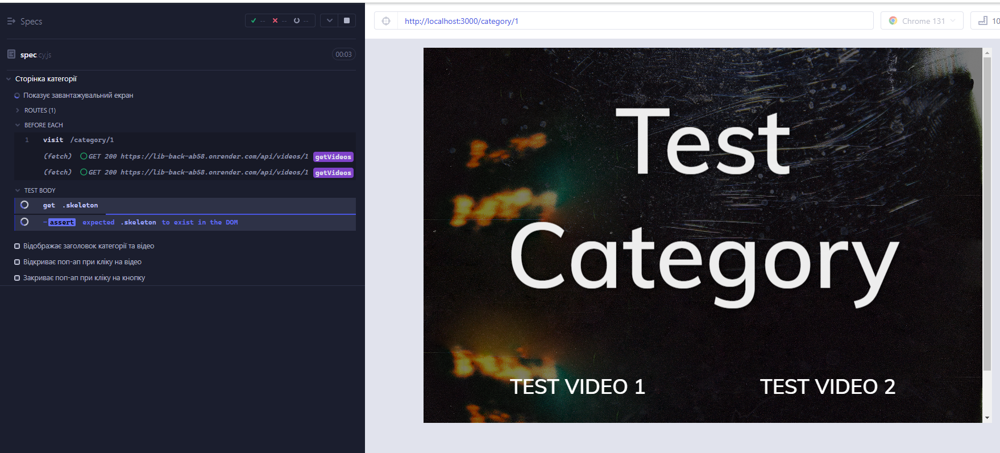 Specs
-- -- --
spec.cy.js 00:03
Сторінка категорії
Показує завантажувальний екран
ROUTES (1)
BEFORE EACH
1 visit /category/1
(fetch) GET 200 https://lib-back-ab58.onrender.com/api/videos/1 getVideos
(fetch) GET 200 https://lib-back-ab58.onrender.com/api/videos/1 getVideos
TEST BODY
get .skeleton
-assert expected .skeleton to exist in the DOM
Відображає заголовок категорії та відео
Відкриває поп-ап при кліку на відео
Закриває поп-ап при кліку на кнопку
http://localhost:3000/category/1
Chrome 131
10
Test
Category
TEST VIDEO 1
TEST VIDEO 2